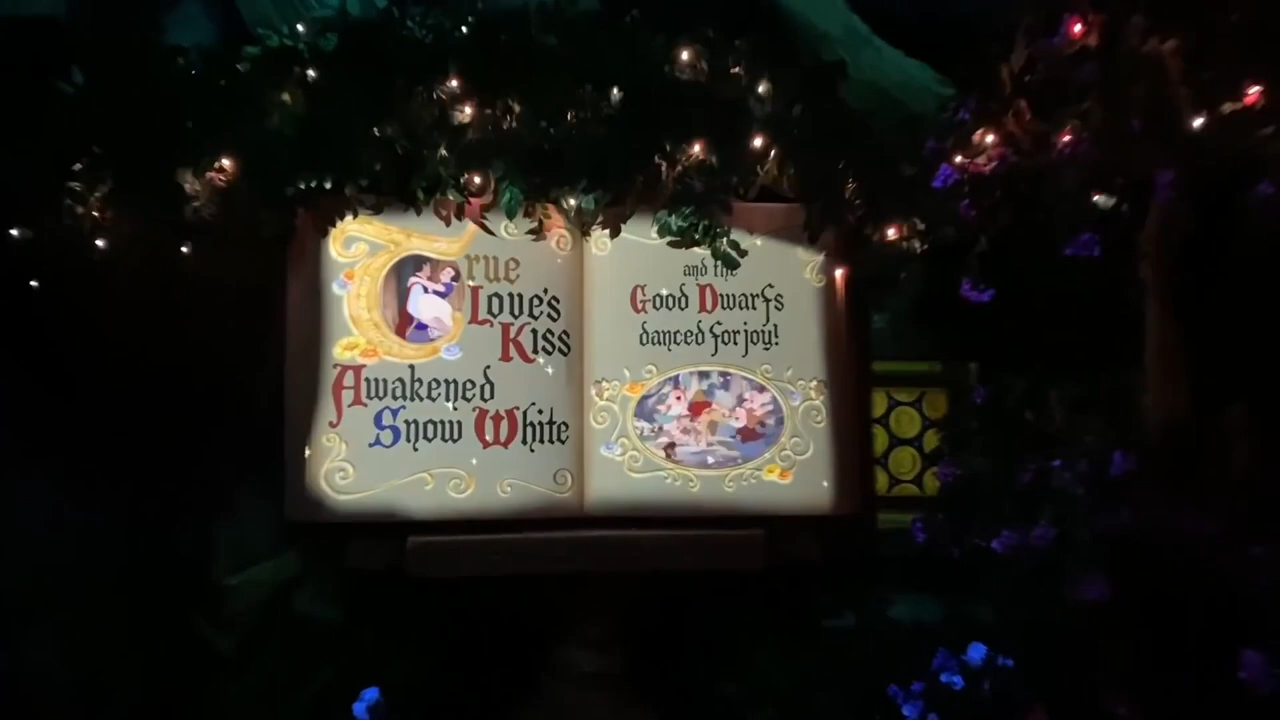 True
Love's
Kiss
Awakened
Snow White
and the
Good Dwarfs
danced for joy!